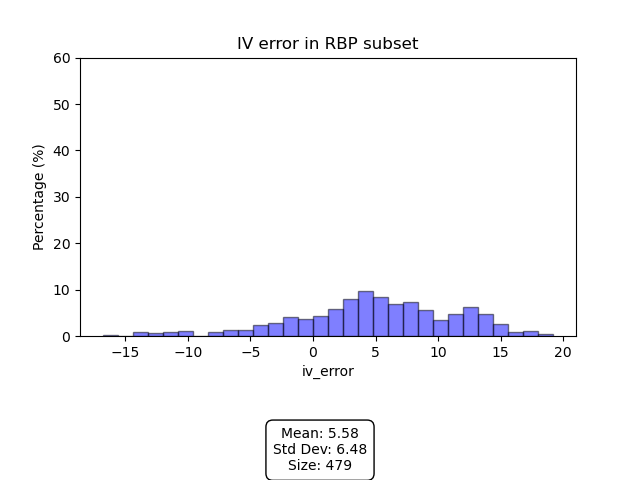 IV error in RBP subset
60
50
40
30
20
10
0
Percentage (%)
−15 −10 −5 0 5 10 15 20
iv_error
Mean: 5.58
Std Dev: 6.48
Size: 479